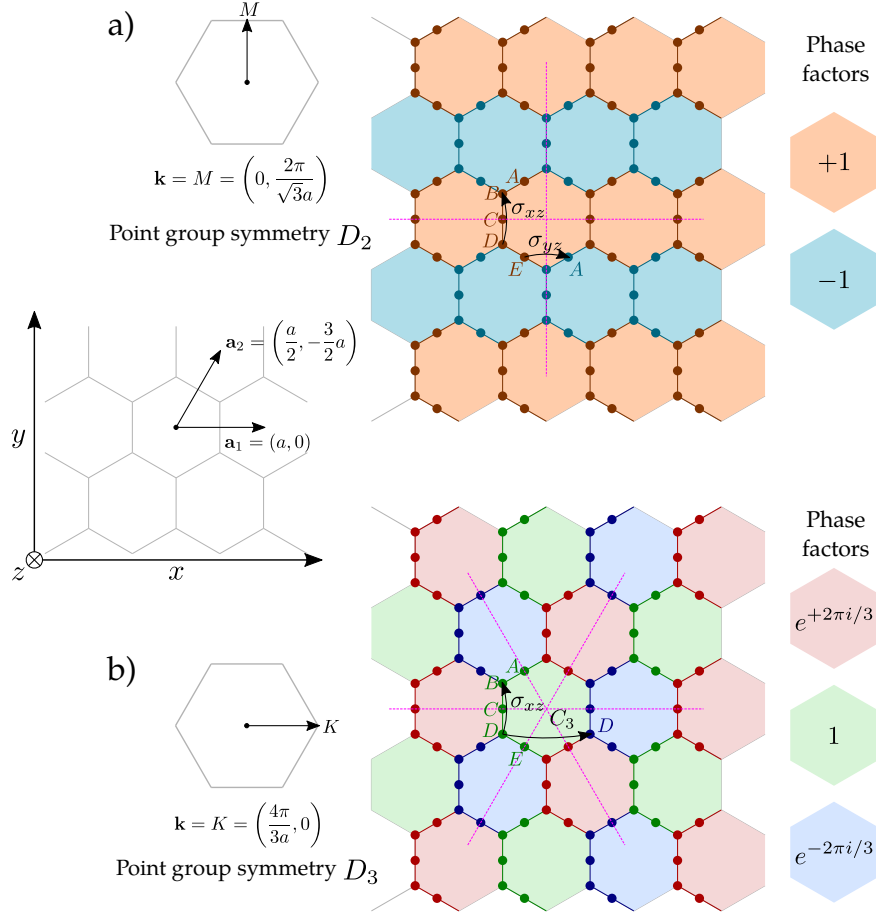 a)
M
k = M = (0, 2π/√3a)
Point group symmetry D₂
A
B
C
D
E
A
σxz
σyz
Phase
factors
+1
−1
y
x
z
a₂ = (a/2, −3/2 a)
a₁ = (a, 0)
b)
K
k = K = (4π/3a, 0)
Point group symmetry D₃
A
B
C
D
E
D
σxz
C₃
Phase
factors
e^{+2πi/3}
1
e^{−2πi/3}